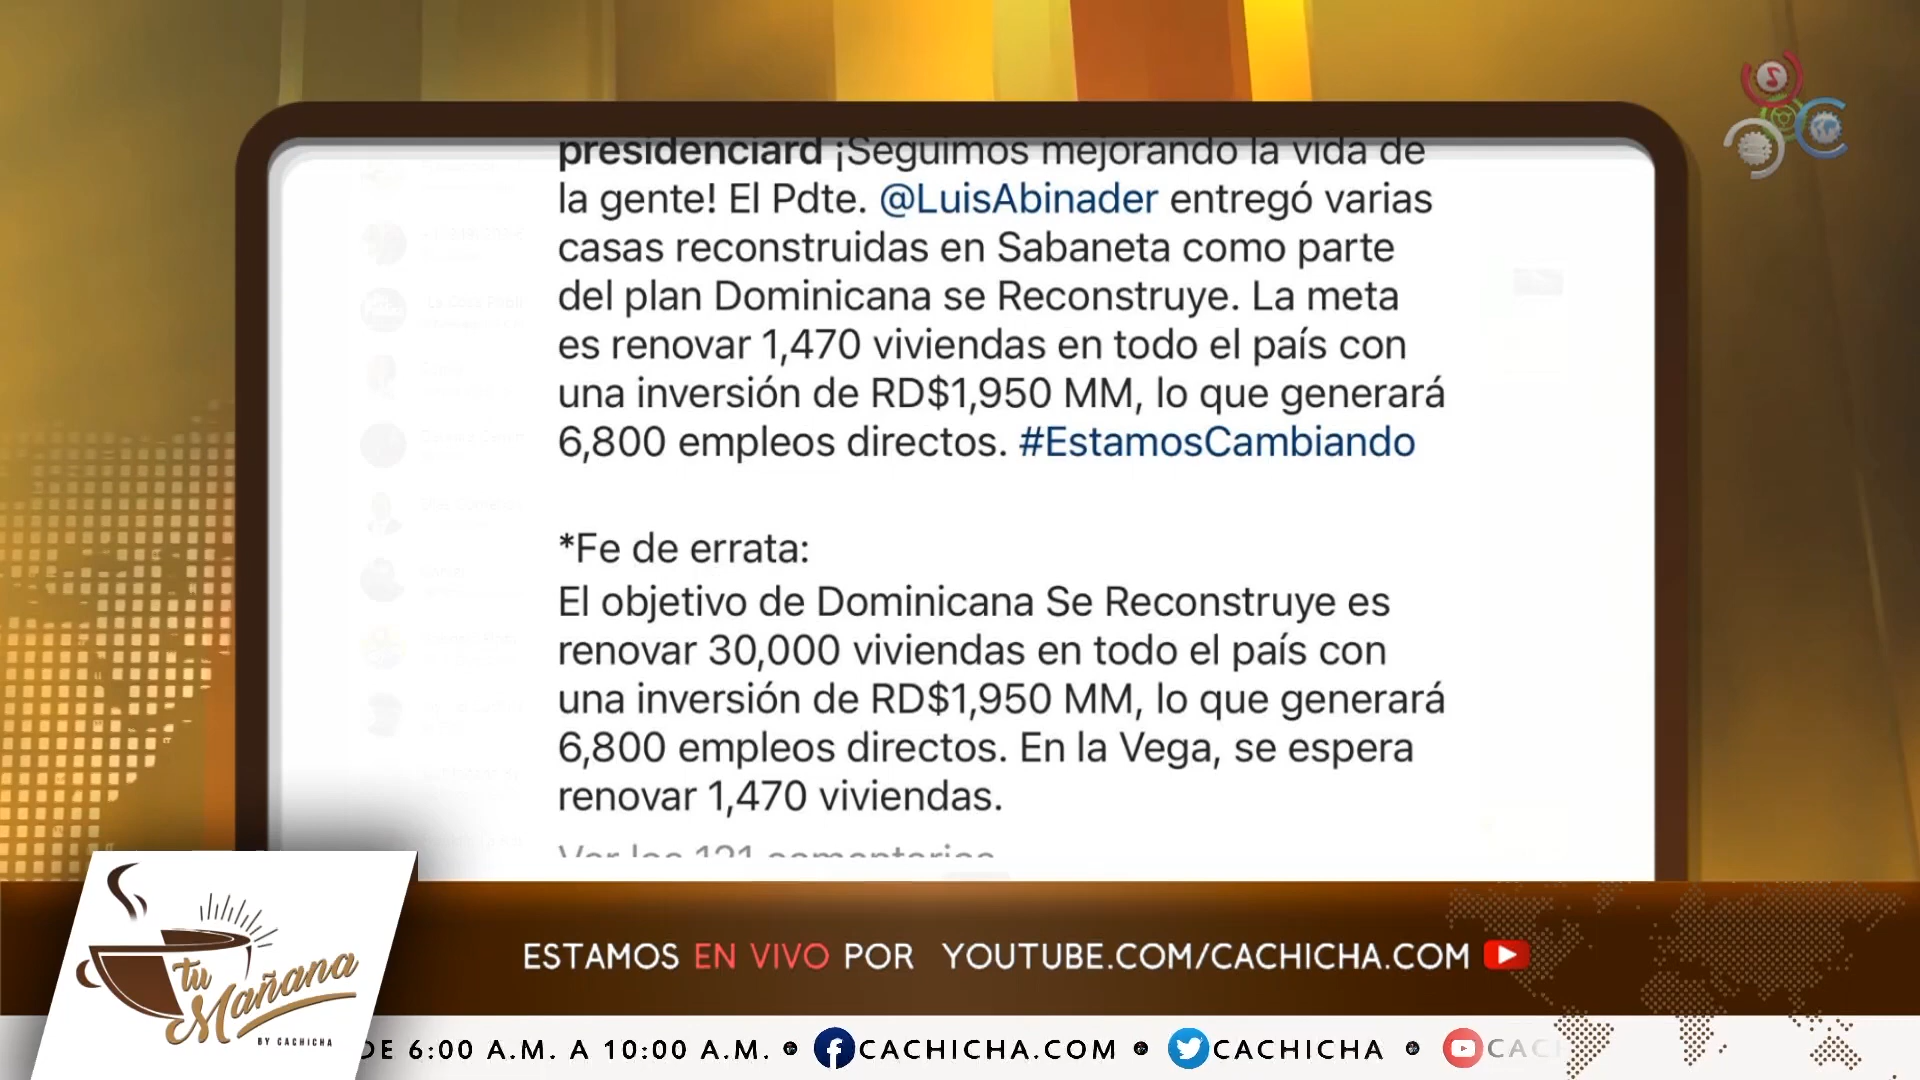 presidenciard ¡Seguimos mejorando la vida de
la gente! El Pdte. @LuisAbinader entregó varias
casas reconstruidas en Sabaneta como parte
del plan Dominicana se Reconstruye. La meta
es renovar 1,470 viviendas en todo el país con
una inversión de RD$1,950 MM, lo que generará
6,800 empleos directos. #EstamosCambiando
*Fe de errata:
El objetivo de Dominicana Se Reconstruye es
renovar 30,000 viviendas en todo el país con
una inversión de RD$1,950 MM, lo que generará
6,800 empleos directos. En la Vega, se espera
renovar 1,470 viviendas.
Ver los 121 comentarios
ESTAMOS EN VIVO POR YOUTUBE.COM/CACHICHA.COM
tu
Mañana
BY CACHICHA
DE 6:00 A.M. A 10:00 A.M. • CACHICHA.COM • CACHICHA •